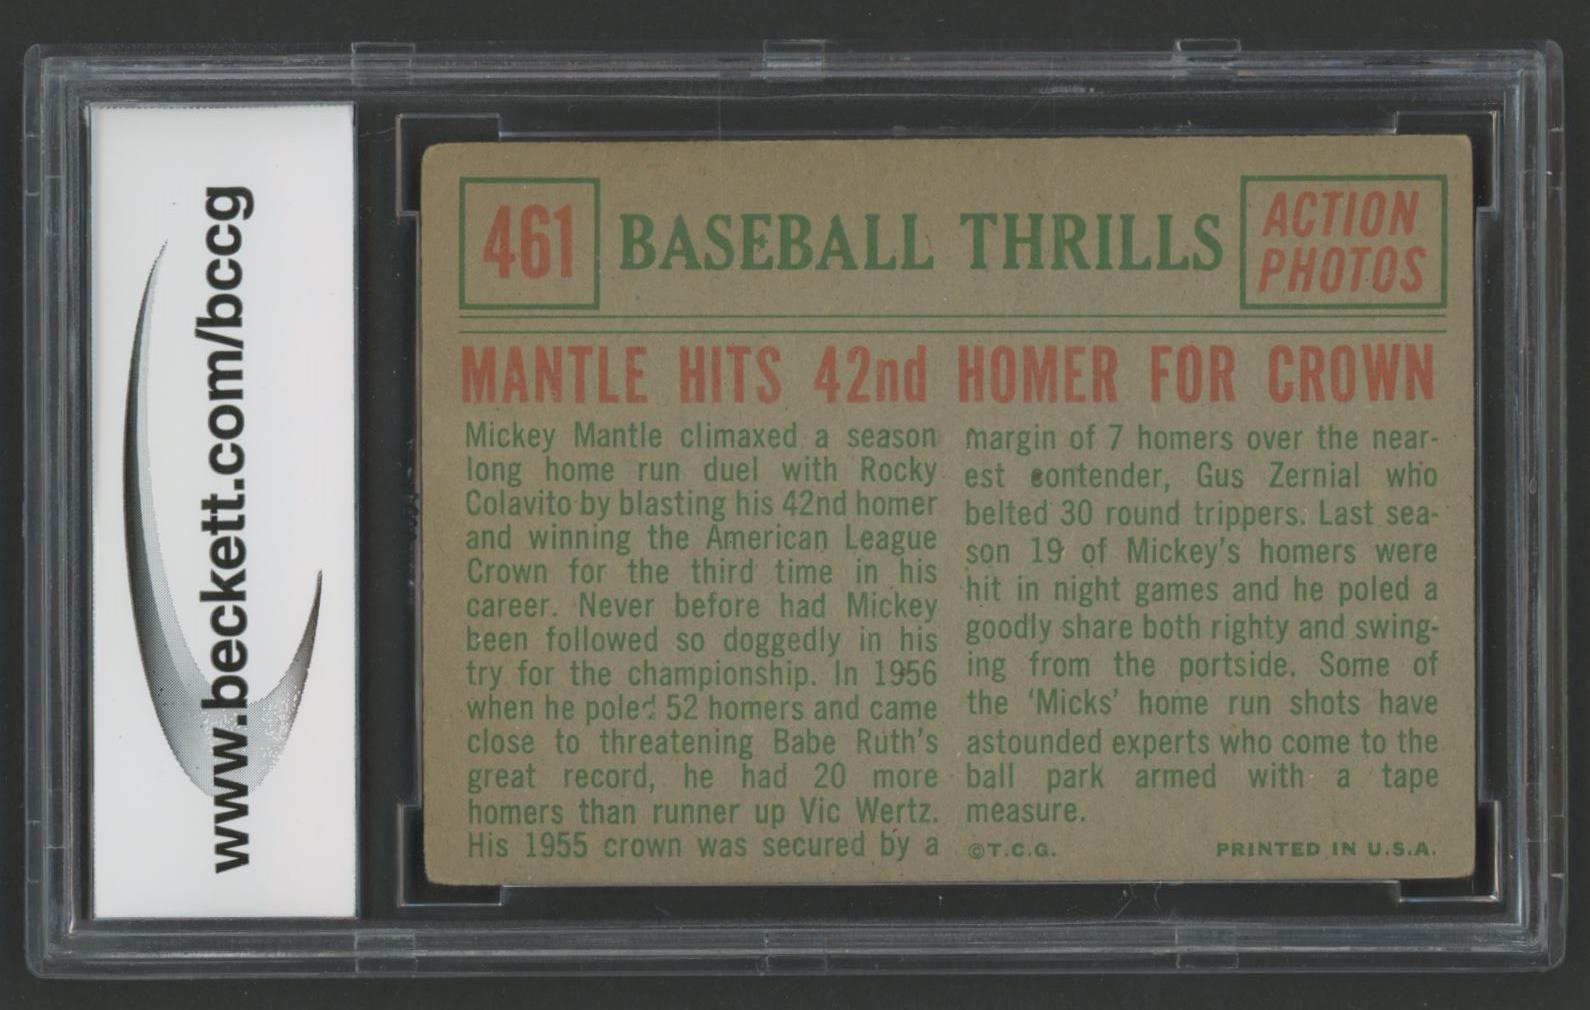 www.beckett.com/bccg
461
BASEBALL THRILLS
ACTION
PHOTOS
MANTLE HITS 42nd HOMER FOR CROWN
Mickey Mantle climaxed a season
long home run duel with Rocky
Colavito by blasting his 42nd homer
and winning the American League
Crown for the third time in his
career. Never before had Mickey
been followed so doggedly in his
try for the championship. In 1956
when he poled 52 homers and came
close to threatening Babe Ruth's
great record, he had 20 more
homers than runner up Vic Wertz.
His 1955 crown was secured by a
margin of 7 homers over the near-
est contender, Gus Zernial who
belted 30 round trippers. Last sea-
son 19 of Mickey's homers were
hit in night games and he poled a
goodly share both righty and swing-
ing from the portside. Some of
the 'Micks' home run shots have
astounded experts who come to the
ball park armed with a tape
measure.
©T.C.G.
PRINTED IN U.S.A.